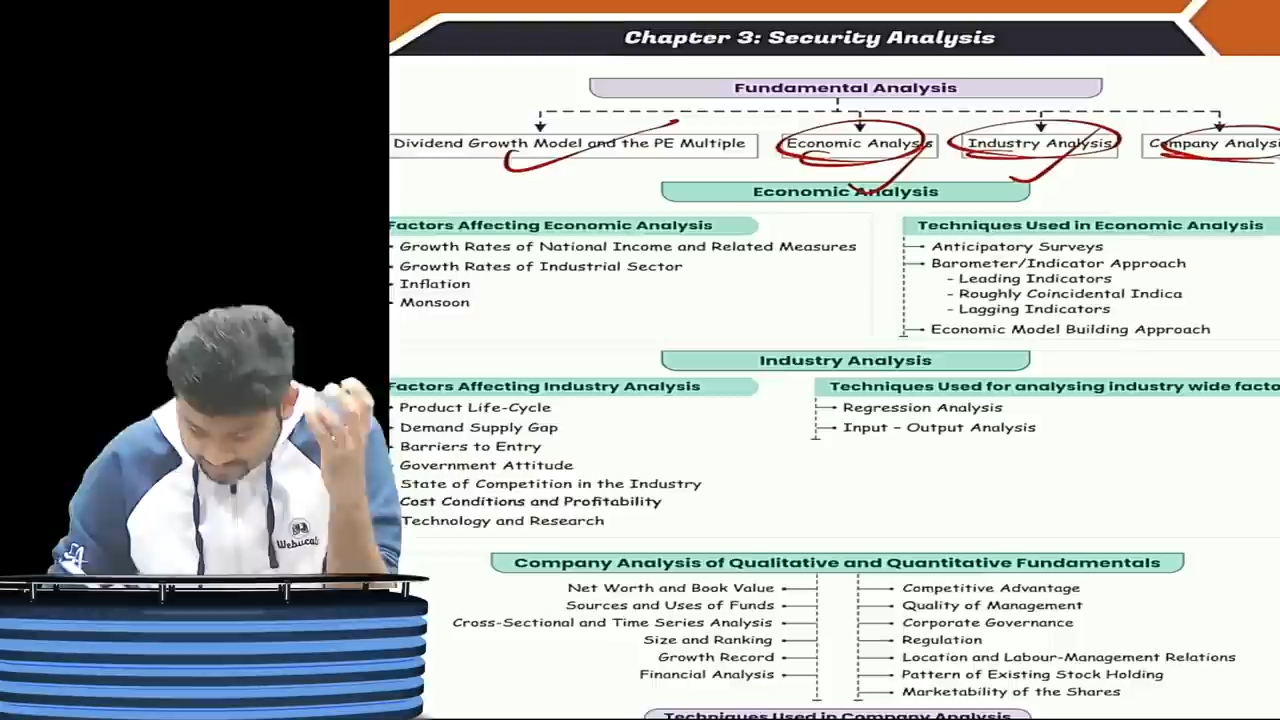 Chapter 3: Security Analysis
Fundamental Analysis
Dividend Growth Model and the PE Multiple
Economic Analysis
Industry Analysis
Company Analysi
Economic Analysis
Factors Affecting Economic Analysis
Growth Rates of National Income and Related Measures
Growth Rates of Industrial Sector
Inflation
Monsoon
Techniques Used in Economic Analysis
Anticipatory Surveys
Barometer/Indicator Approach
- Leading Indicators
- Roughly Coincidental Indica
- Lagging Indicators
Economic Model Building Approach
Industry Analysis
Factors Affecting Industry Analysis
Product Life-Cycle
Demand Supply Gap
Barriers to Entry
Government Attitude
State of Competition in the Industry
Cost Conditions and Profitability
Technology and Research
Techniques Used for analysing industry wide facto
Regression Analysis
Input - Output Analysis
Company Analysis of Qualitative and Quantitative Fundamentals
Net Worth and Book Value
Sources and Uses of Funds
Cross-Sectional and Time Series Analysis
Size and Ranking
Growth Record
Financial Analysis
Competitive Advantage
Quality of Management
Corporate Governance
Regulation
Location and Labour-Management Relations
Pattern of Existing Stock Holding
Marketability of the Shares
Techniques Used in Company Analysis